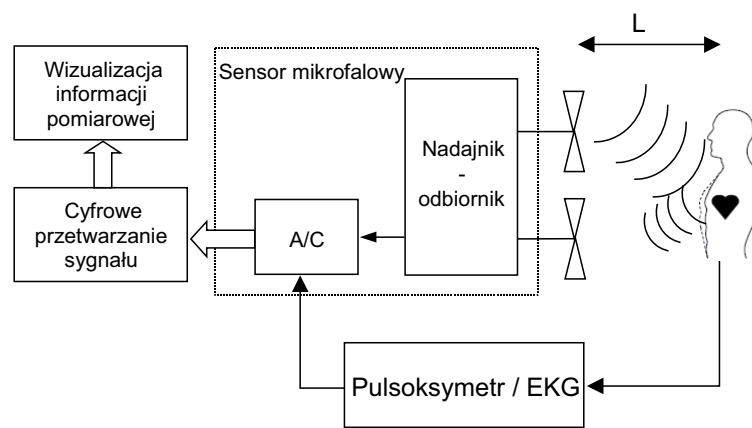 L
Wizualizacja
informacji
pomiarowej
Sensor mikrofalowy
Nadajnik
-
odbiornik
Cyfrowe
przetwarzanie
sygnału
A/C
Pulsoksymetr / EKG